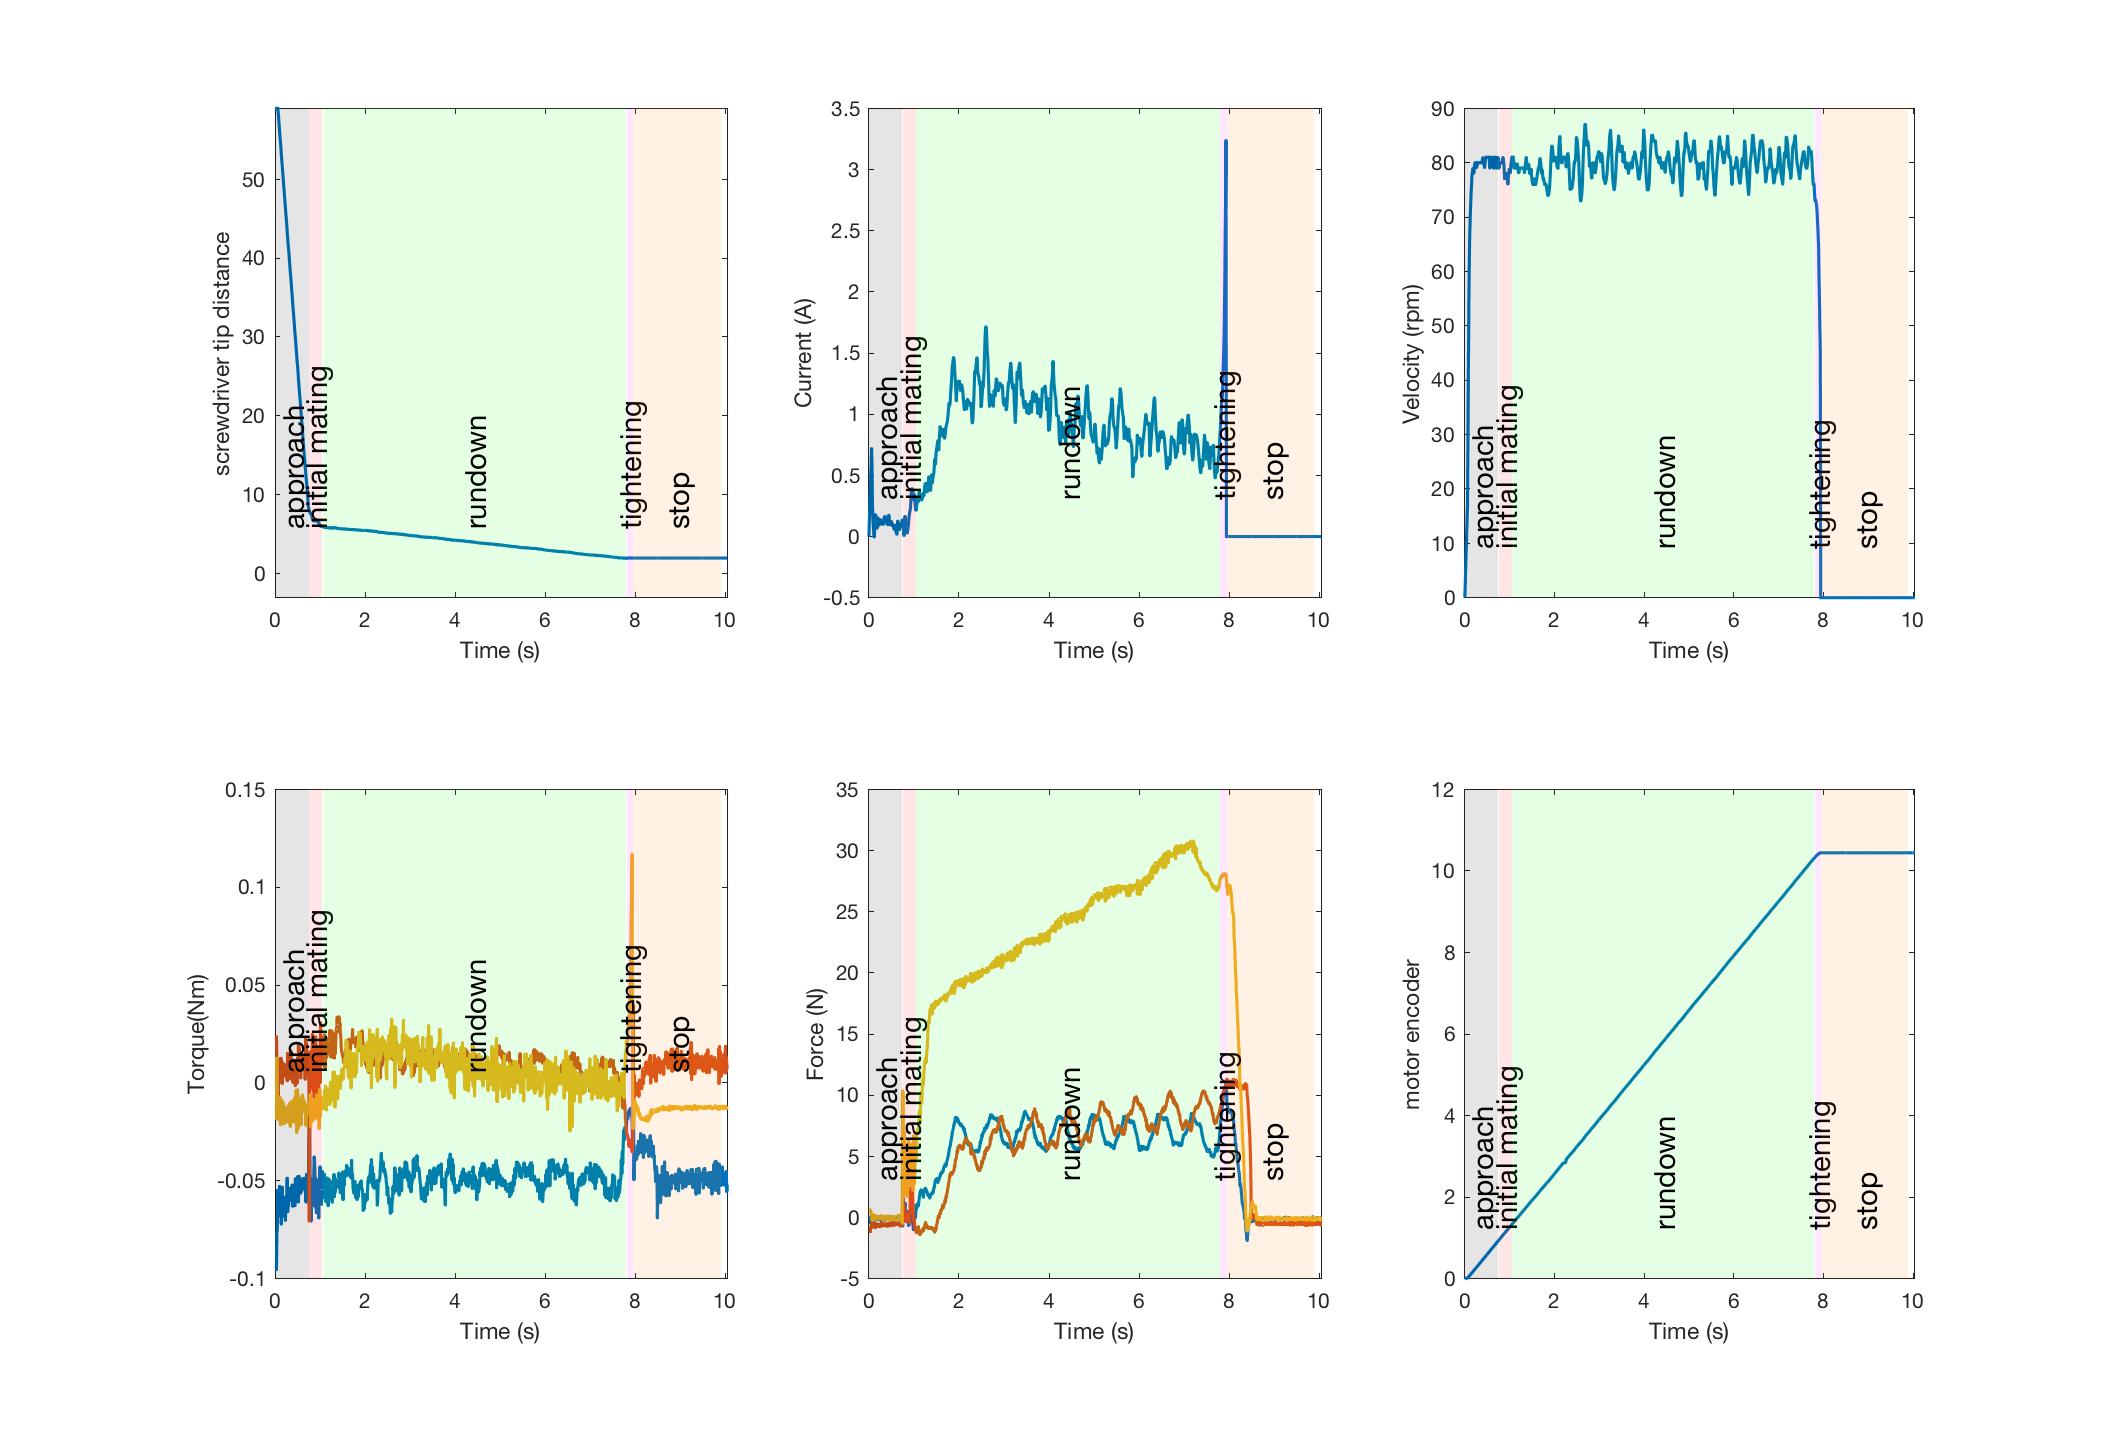 screwdriver tip distance
50
40
30
20
10
0
approach
initial mating
rundown
tightening
stop
0 2 4 6 8 10
Time (s)
Current (A)
3.5
3
2.5
2
1.5
1
0.5
0
-0.5
approach
initial mating
rundown
tightening
stop
0 2 4 6 8 10
Time (s)
Velocity (rpm)
90
80
70
60
50
40
30
20
10
0
approach
initial mating
rundown
tightening
stop
0 2 4 6 8 10
Time (s)
Torque(Nm)
0.15
0.1
0.05
0
-0.05
-0.1
approach
initial mating
rundown
tightening
stop
0 2 4 6 8 10
Time (s)
Force (N)
35
30
25
20
15
10
5
0
-5
approach
initial mating
rundown
tightening
stop
0 2 4 6 8 10
Time (s)
motor encoder
12
10
8
6
4
2
0
approach
initial mating
rundown
tightening
stop
0 2 4 6 8 10
Time (s)